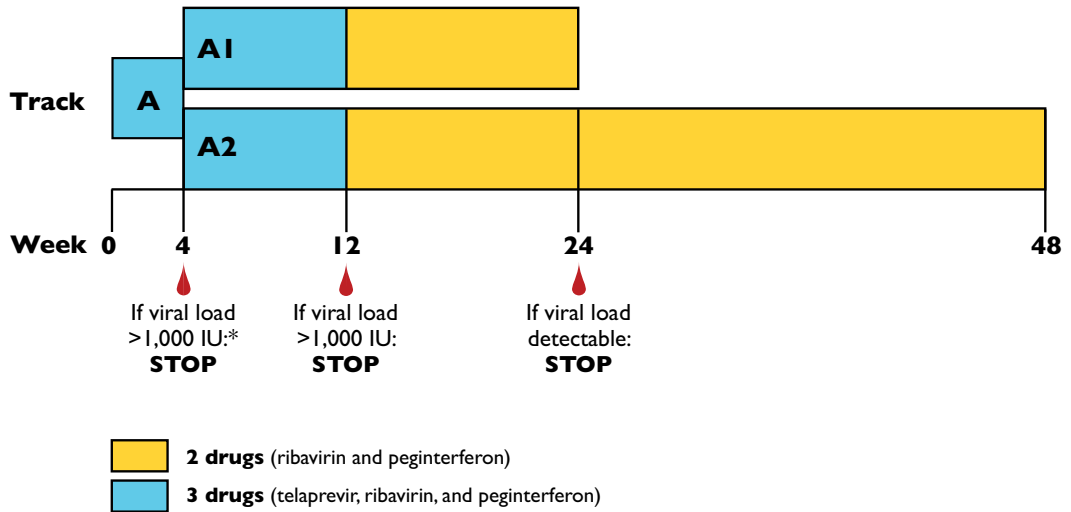 A1
A
Track
A2
Week 0 4 12 24 48
If viral load
>1,000 IU:*
STOP
If viral load
>1,000 IU:
STOP
If viral load
detectable:
STOP
2 drugs (ribavirin and peginterferon)
3 drugs (telaprevir, ribavirin, and peginterferon)